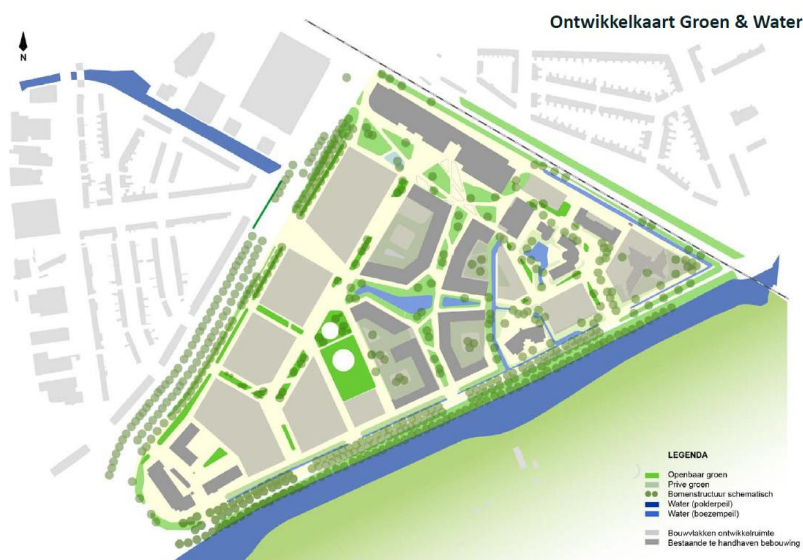 Ontwikkelkaart Groen & Water
N
LEGENDA
Openbaar groen
Prive groen
Bomenstructuur schematisch
Water (polderpeil)
Water (boezempeil)
Bouwvlakken ontwikkelruimte
Bestaande te handhaven bebouwing